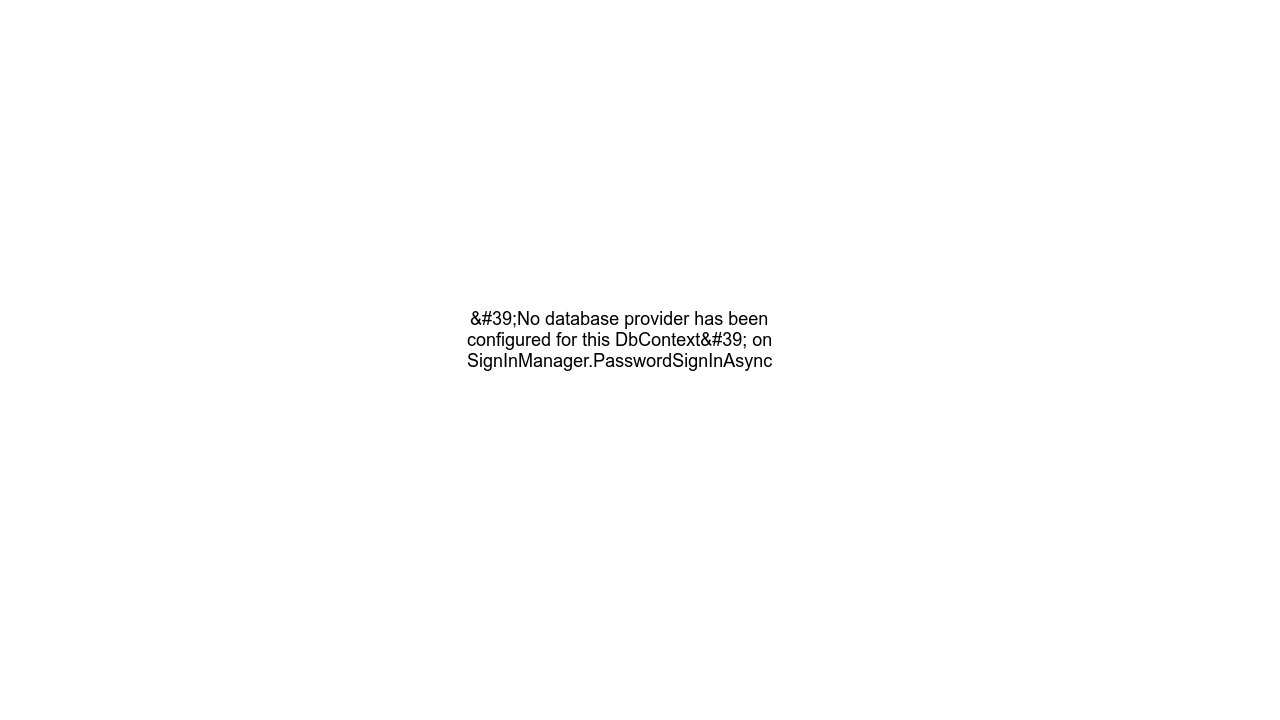 &#39;No database provider has been
configured for this DbContext&#39; on
SignInManager.PasswordSignInAsync